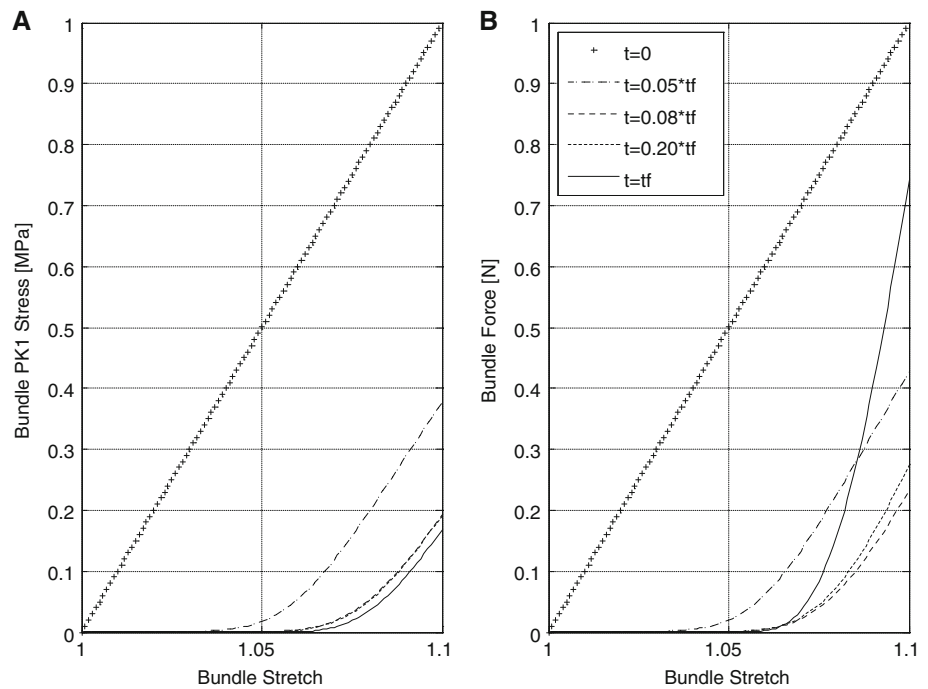 A
Bundle PK1 Stress [MPa]
1
0.9
0.8
0.7
0.6
0.5
0.4
0.3
0.2
0.1
0
1
1.05
1.1
Bundle Stretch
B
Bundle Force [N]
1
0.9
0.8
0.7
0.6
0.5
0.4
0.3
0.2
0.1
0
t=0
t=0.05*tf
t=0.08*tf
t=0.20*tf
t=tf
1
1.05
1.1
Bundle Stretch